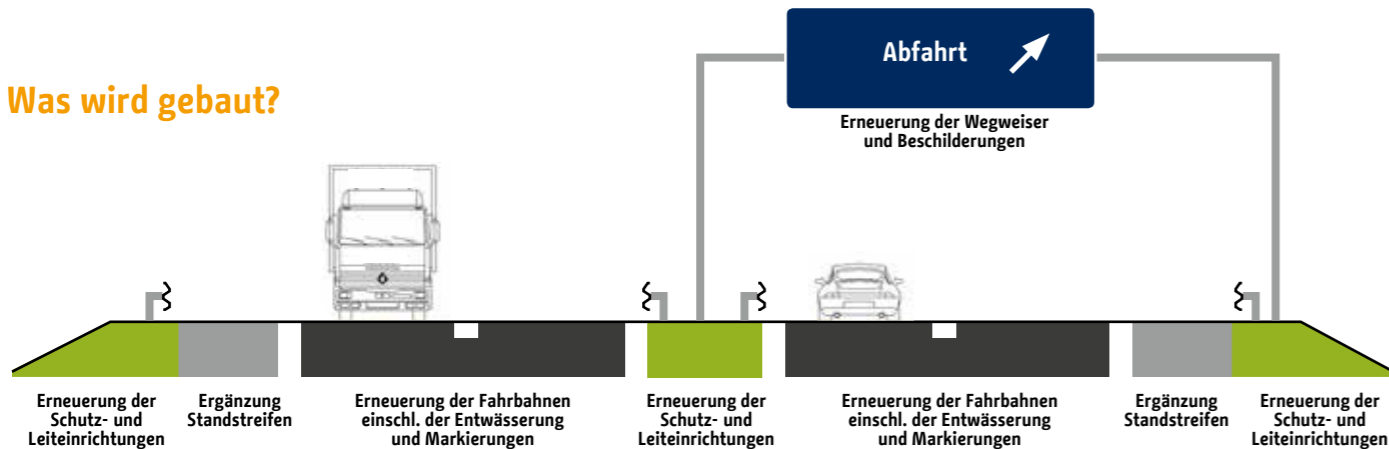 Was wird gebaut?
Abfahrt
Erneuerung der Wegweiser
und Beschilderungen
Erneuerung der
Schutz- und
Leiteinrichtungen
Ergänzung
Standstreifen
Erneuerung der Fahrbahnen
einschl. der Entwässerung
und Markierungen
Erneuerung der
Schutz- und
Leiteinrichtungen
Erneuerung der Fahrbahnen
einschl. der Entwässerung
und Markierungen
Ergänzung
Standstreifen
Erneuerung der
Schutz- und
Leiteinrichtungen